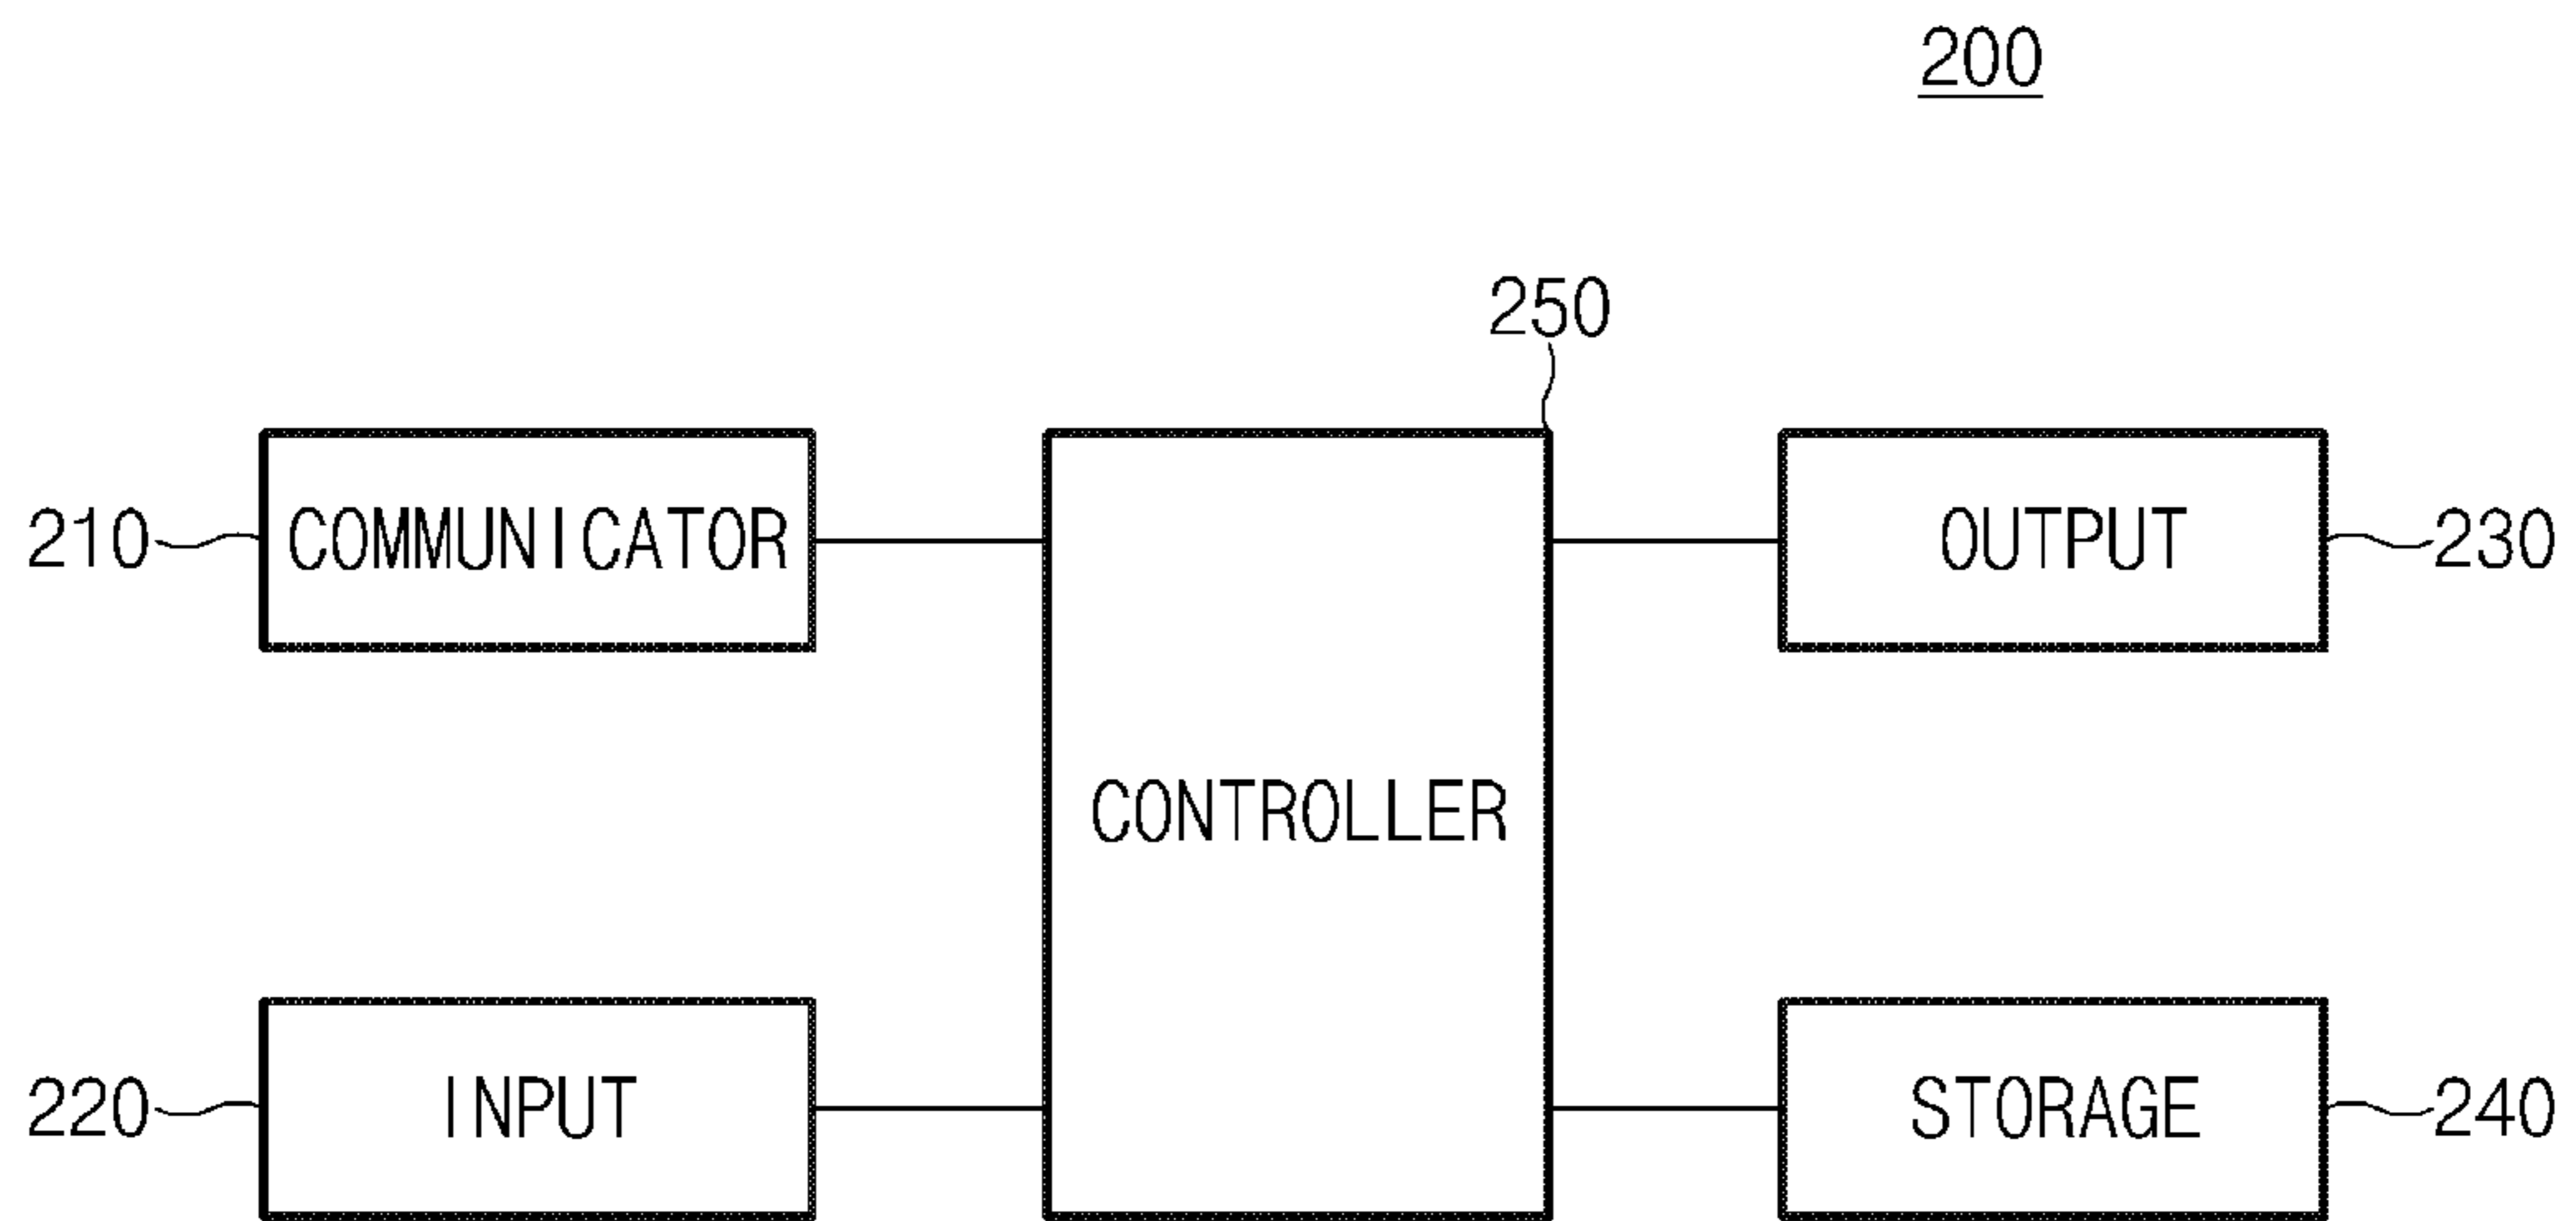 200
250
210 COMMUNICATOR OUTPUT 230
CONTROLLER
220 INPUT STORAGE 240